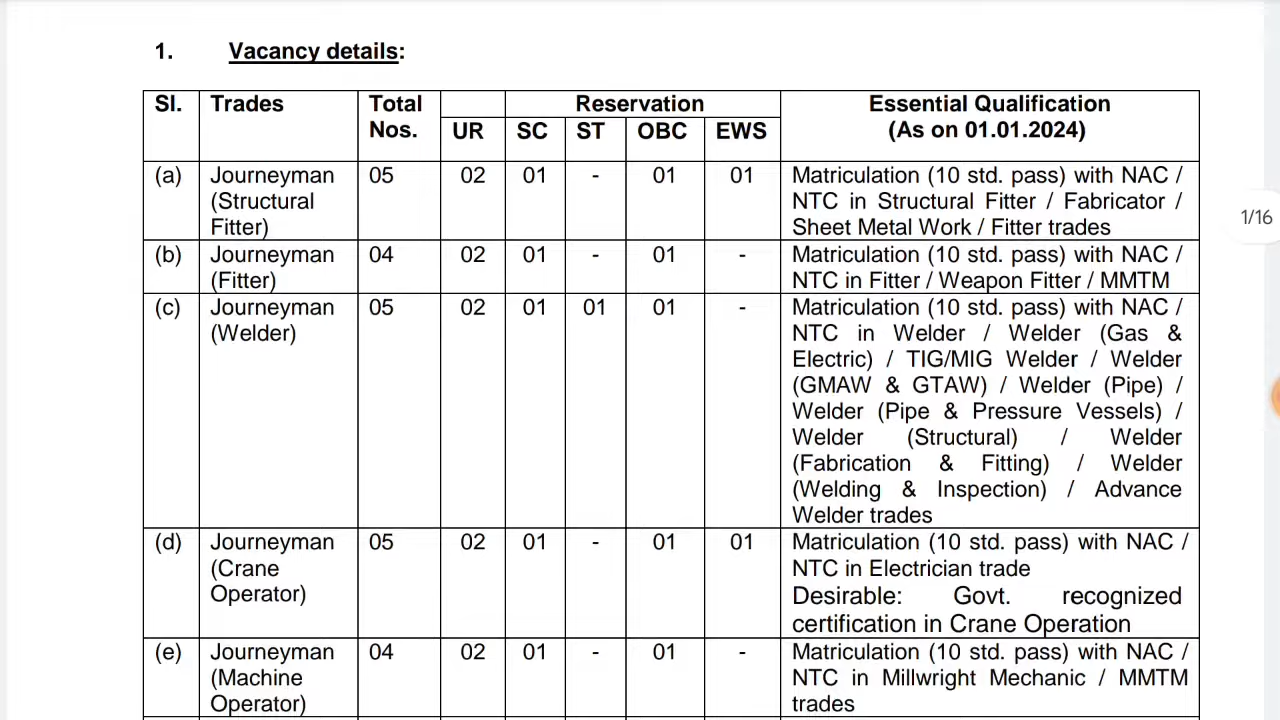 1. Vacancy details:
Sl. Trades Total Nos. Reservation Essential Qualification (As on 01.01.2024)
UR SC ST OBC EWS
(a) Journeyman 05 02 01 - 01 01 Matriculation (10 std. pass) with NAC /
(Structural NTC in Structural Fitter / Fabricator /
Fitter) Sheet Metal Work / Fitter trades
(b) Journeyman 04 02 01 - 01 - Matriculation (10 std. pass) with NAC /
(Fitter) NTC in Fitter / Weapon Fitter / MMTM
(c) Journeyman 05 02 01 01 01 - Matriculation (10 std. pass) with NAC /
(Welder) NTC in Welder / Welder (Gas &
Electric) / TIG/MIG Welder / Welder
(GMAW & GTAW) / Welder (Pipe) /
Welder (Pipe & Pressure Vessels) /
Welder (Structural) / Welder
(Fabrication & Fitting) / Welder
(Welding & Inspection) / Advance
Welder trades
(d) Journeyman 05 02 01 - 01 01 Matriculation (10 std. pass) with NAC /
(Crane NTC in Electrician trade
Operator) Desirable: Govt. recognized
certification in Crane Operation
(e) Journeyman 04 02 01 - 01 - Matriculation (10 std. pass) with NAC /
(Machine NTC in Millwright Mechanic / MMTM
Operator) trades
1/16